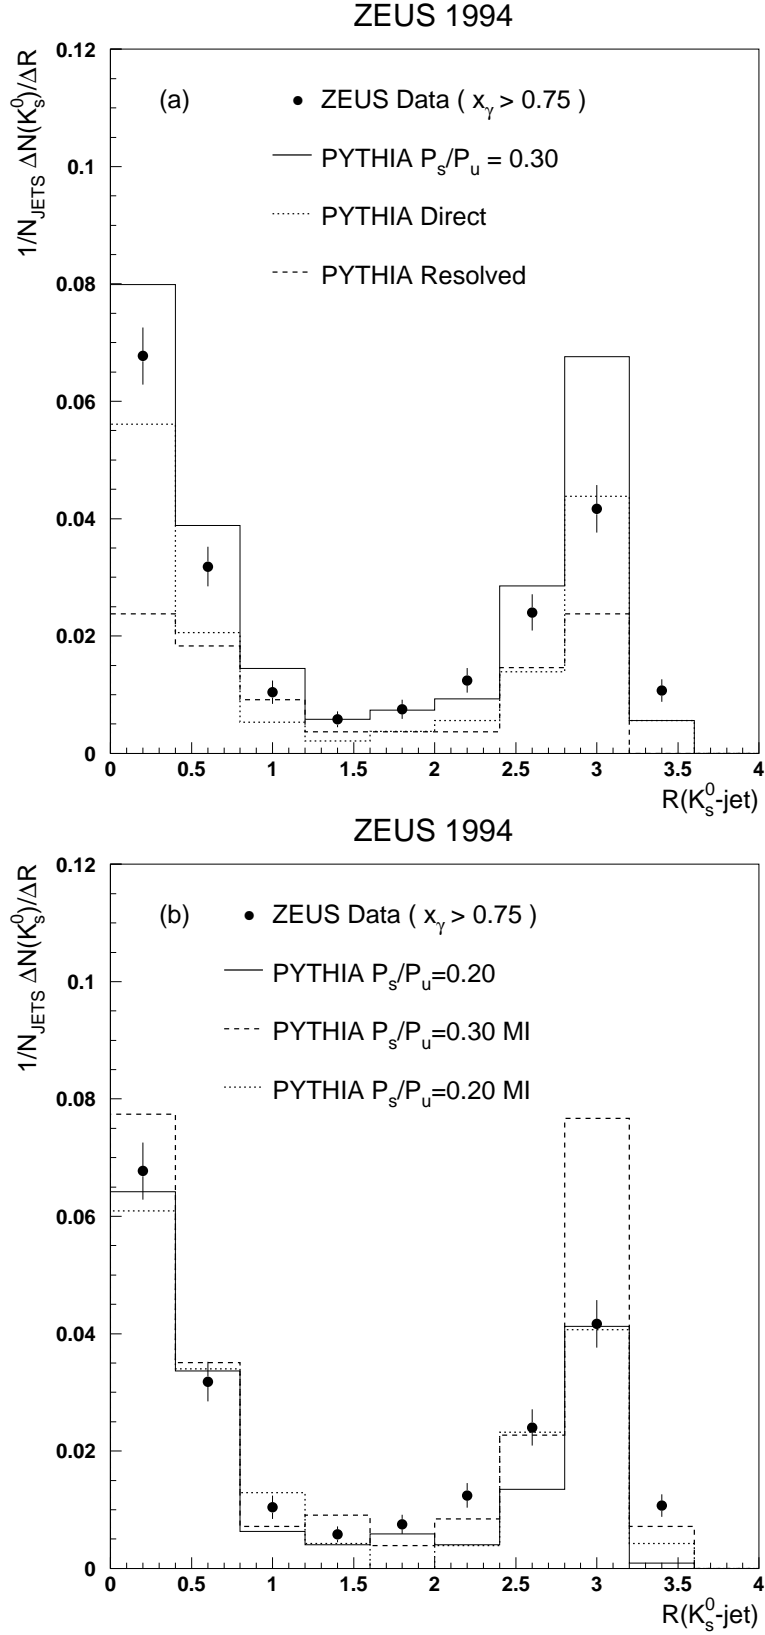 ZEUS 1994
1/N_JETS ΔN(K_s^0)/ΔR
0.12
0.1
0.08
0.06
0.04
0.02
0
(a)
ZEUS Data ( x_γ > 0.75 )
PYTHIA P_s/P_u = 0.30
PYTHIA Direct
PYTHIA Resolved
0 0.5 1 1.5 2 2.5 3 3.5 4
R(K_s^0-jet)
ZEUS 1994
1/N_JETS ΔN(K_s^0)/ΔR
0.12
0.1
0.08
0.06
0.04
0.02
0
(b)
ZEUS Data ( x_γ > 0.75 )
PYTHIA P_s/P_u=0.20
PYTHIA P_s/P_u=0.30 MI
PYTHIA P_s/P_u=0.20 MI
0 0.5 1 1.5 2 2.5 3 3.5 4
R(K_s^0-jet)